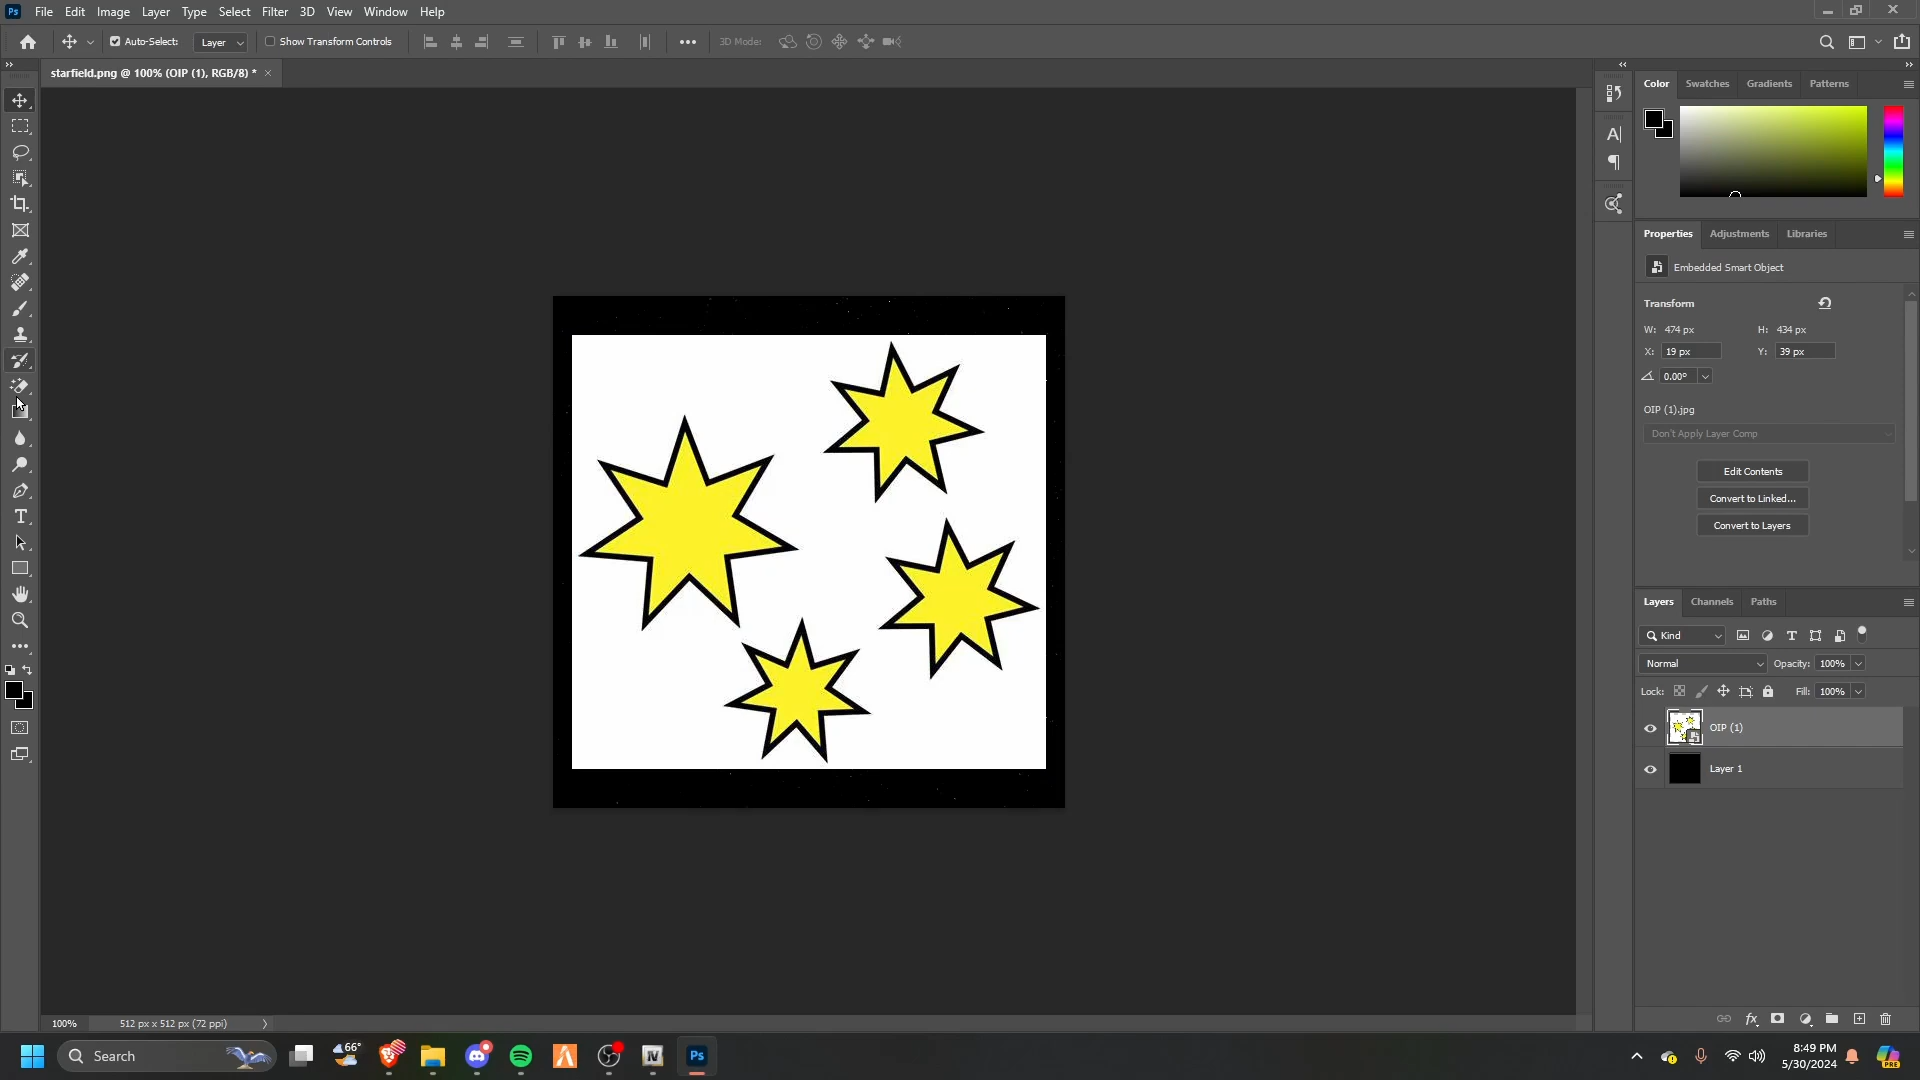 Ps File Edit Image Layer Type Select Filter 3D View Window Help
Auto-Select: Layer Show Transform Controls 3D Mode:
starfield.png @ 100% (OIP (1), RGB/8) *
Color Swatches Gradients Patterns
Properties Adjustments Libraries
Embedded Smart Object
Transform
W: 474 px H: 434 px
X: 19 px Y: 39 px
0.00°
OIP (1).jpg
Don't Apply Layer Comp
Edit Contents
Convert to Linked...
Convert to Layers
Layers Channels Paths
Kind
Normal Opacity: 100%
Lock: Fill: 100%
OIP (1)
Layer 1
100% 512 px x 512 px (72 ppi)
Search 66° IV Ps 8:49 PM
5/30/2024
PRE